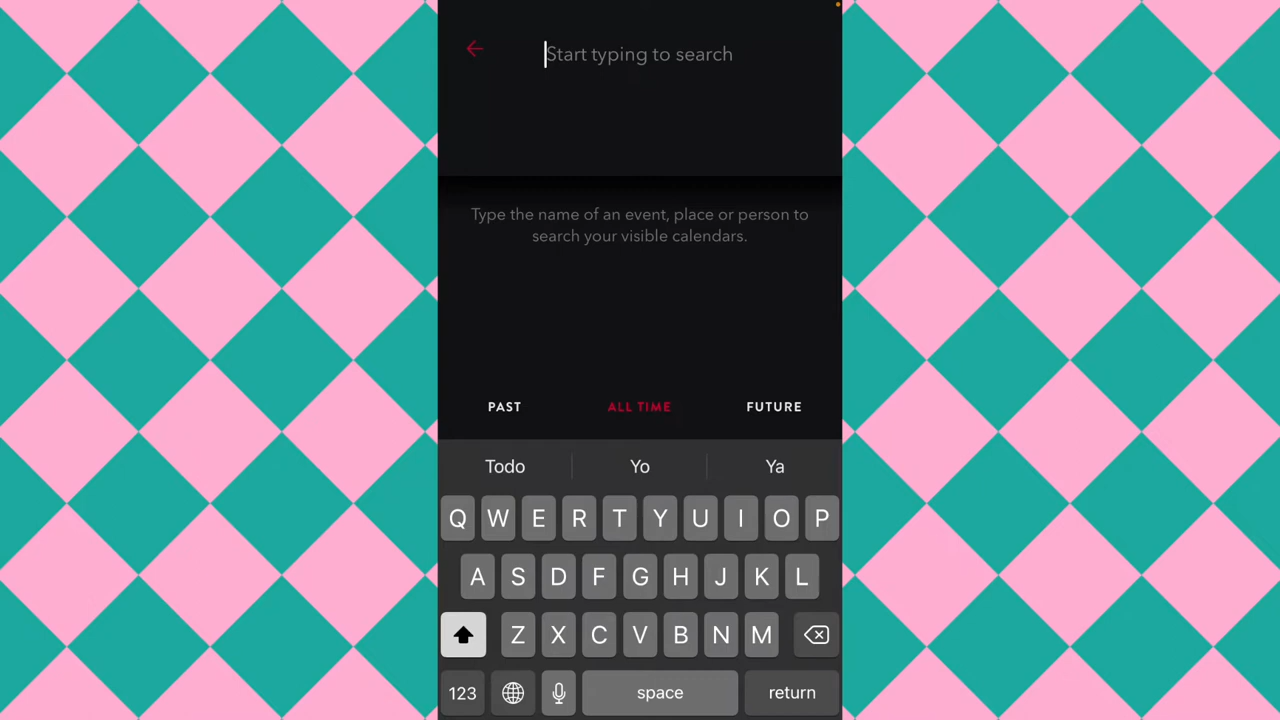 Start typing to search
Type the name of an event, place or person to
search your visible calendars.
PAST ALL TIME FUTURE
Todo Yo Ya
Q W E R T Y U I O P
A S D F G H J K L
Z X C V B N M
123 space return